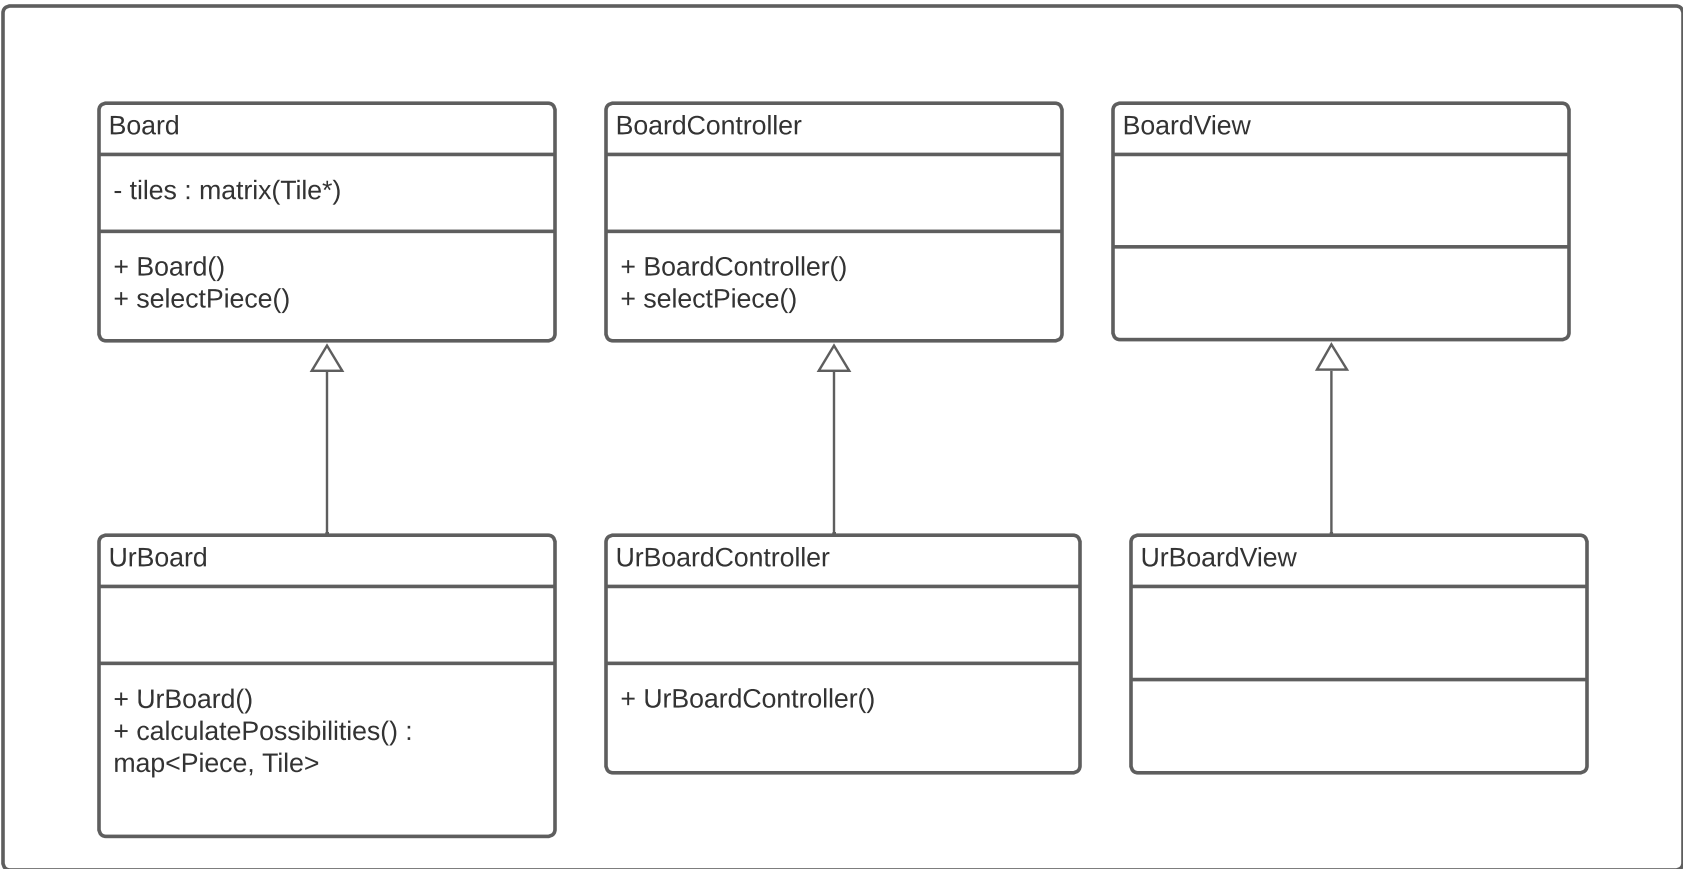 Board
- tiles : matrix(Tile*)
+ Board()
+ selectPiece()
BoardController
+ BoardController()
+ selectPiece()
BoardView
UrBoard
+ UrBoard()
+ calculatePossibilities() :
map<Piece, Tile>
UrBoardController
+ UrBoardController()
UrBoardView